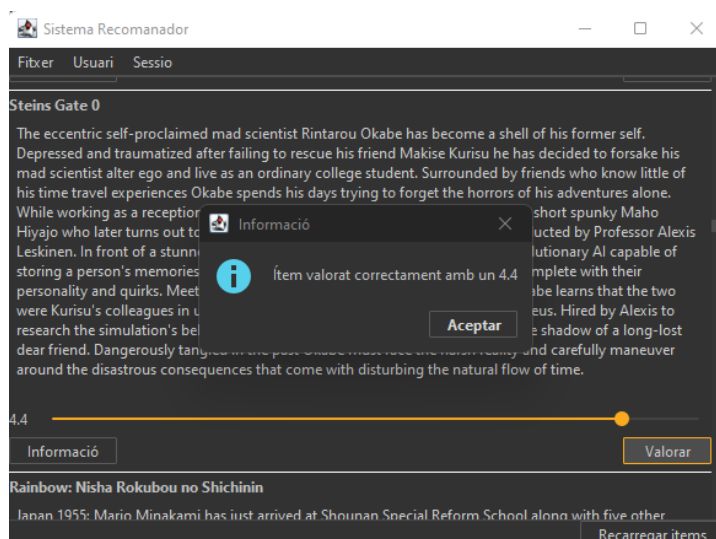 Sistema Recomanador
Fitxer Usuari Sessio
Steins Gate 0
The eccentric self-proclaimed mad scientist Rintarou Okabe has become a shell of his former self.
Depressed and traumatized after failing to rescue his friend Makise Kurisu he has decided to forsake his
mad scientist alter ego and live as an ordinary college student. Surrounded by friends who know little of
his time travel experiences Okabe spends his days trying to forget the horrors of his adventures alone.
While working as a reception short spunky Maho
Hiyajo who later turns out to ucted by Professor Alexis
Leskinen. In front of a stunn lutionary AI capable of
storing a person's memories mplete with their
personality and quirks. Meet abe learns that the two
were Kurisu's colleagues in u eus. Hired by Alexis to
research the simulation's be e shadow of a long-lost
dear friend. Dangerously tangled in the past Okabe must face the harsh reality and carefully maneuver
around the disastrous consequences that come with disturbing the natural flow of time.
Informació
Ítem valorat correctament amb un 4.4
Aceptar
4.4
Informació Valorar
Rainbow: Nisha Rokubou no Shichinin
Japan 1955: Mario Minakami has just arrived at Shounan Special Reform School along with five other
Recarregar items